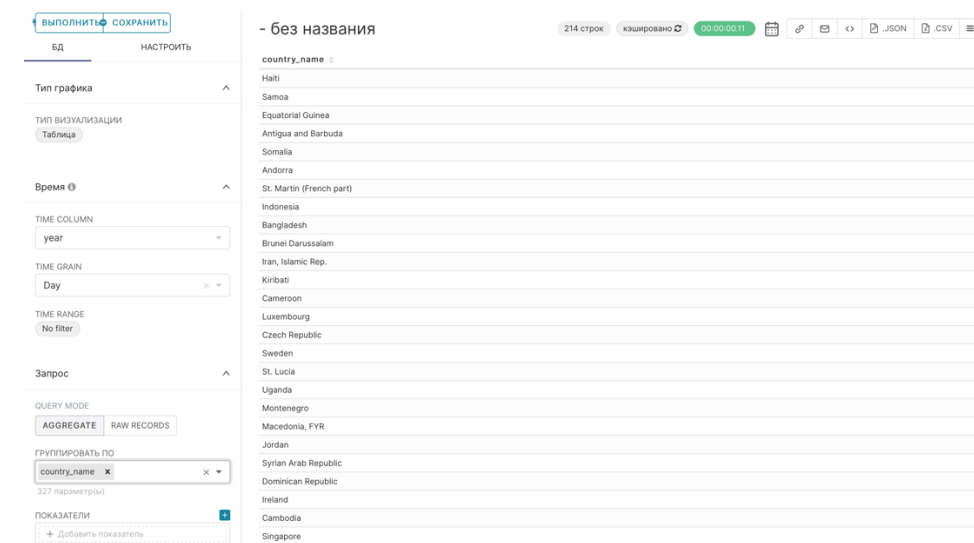 ВЫПОЛНИТЬ СОХРАНИТЬ
БД НАСТРОИТЬ
Тип графика
ТИП ВИЗУАЛИЗАЦИИ
Таблица
Время
TIME COLUMN
year
TIME GRAIN
Day
TIME RANGE
No filter
Запрос
QUERY MODE
AGGREGATE RAW RECORDS
ГРУППИРОВАТЬ ПО
country_name
327 параметр(ы)
ПОКАЗАТЕЛИ
+ Добавить показатель
- без названия
214 строк кэшировано 00:00:00.11 .JSON .CSV
country_name
Haiti
Samoa
Equatorial Guinea
Antigua and Barbuda
Somalia
Andorra
St. Martin (French part)
Indonesia
Bangladesh
Brunei Darussalam
Iran, Islamic Rep.
Kiribati
Cameroon
Luxembourg
Czech Republic
Sweden
St. Lucia
Uganda
Montenegro
Macedonia, FYR
Jordan
Syrian Arab Republic
Dominican Republic
Ireland
Cambodia
Singapore